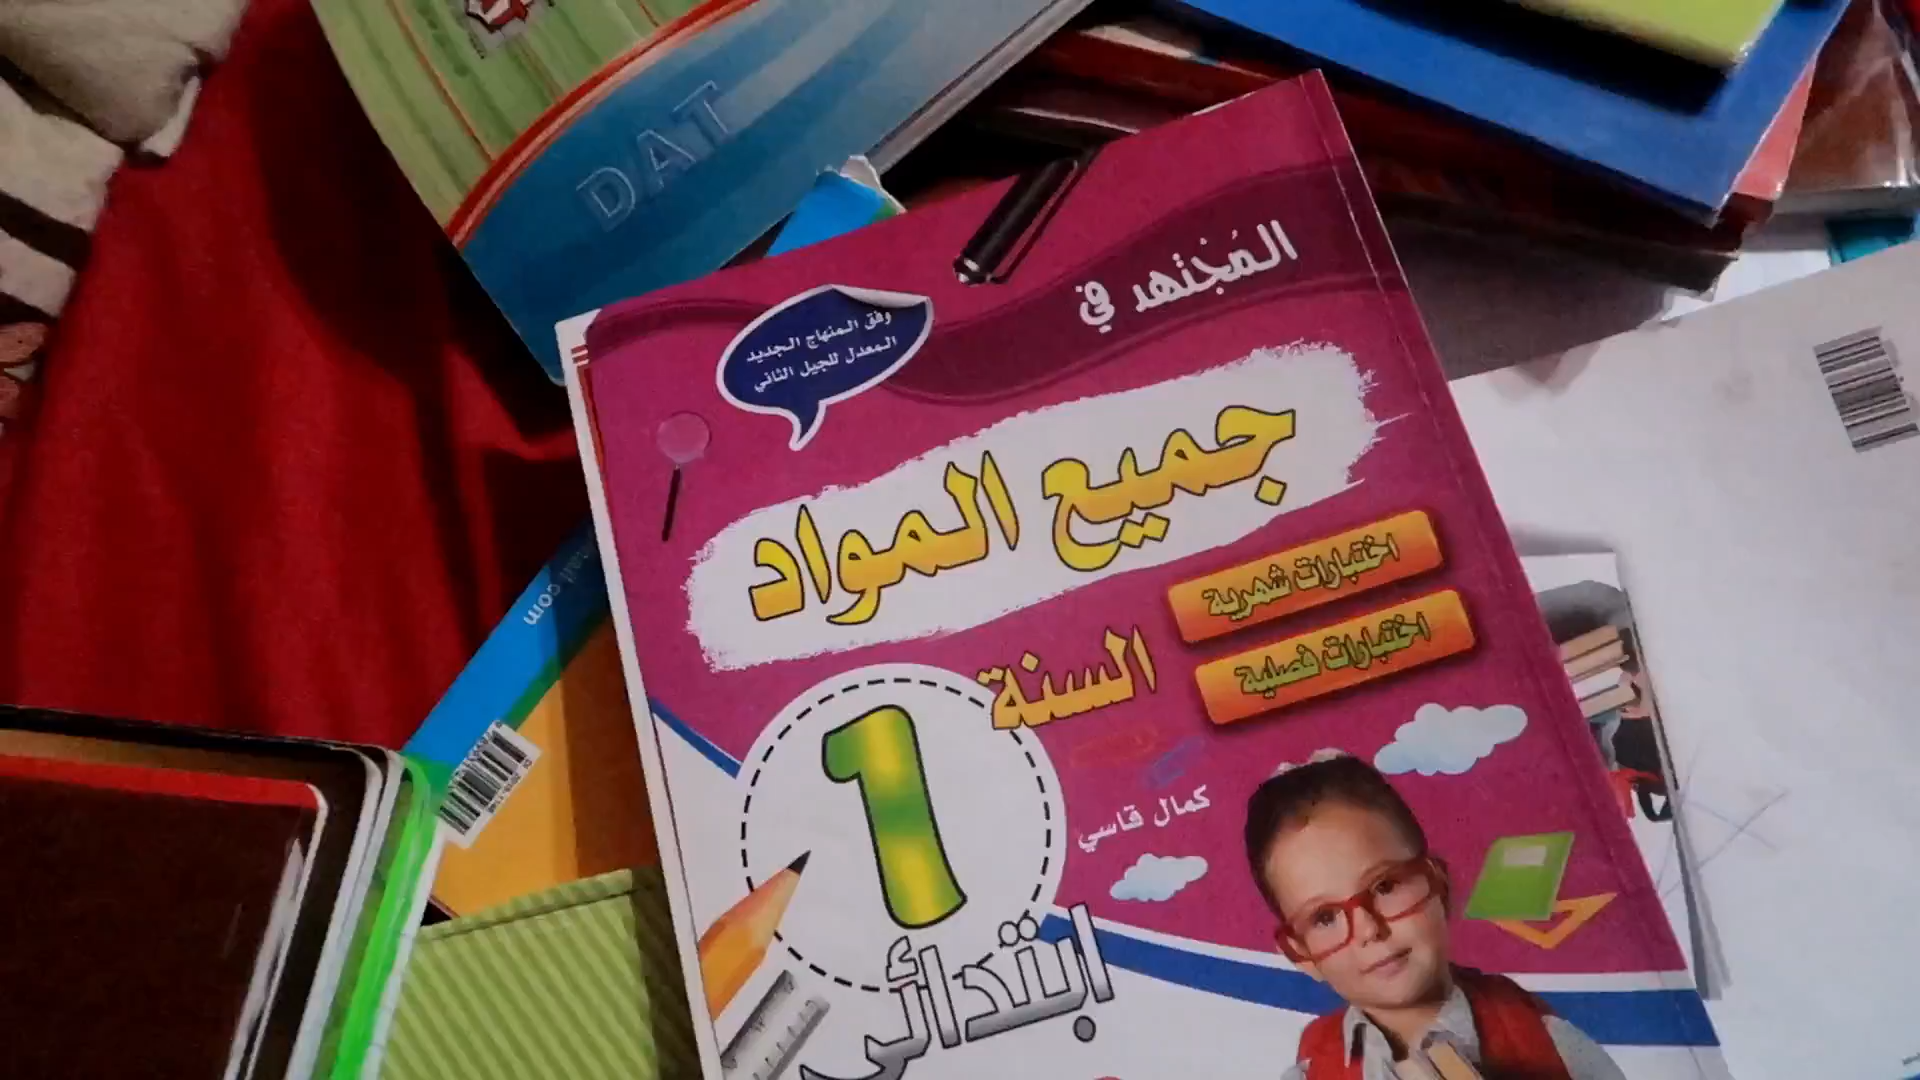 DAT
المُجْتهد في
وفق المنهاج الجديد
المعدل للجيل الثاني
جميع المواد
اختبارات شهرية
اختبارات فصلية
السنة
1
كمال قاسي
ابتدائي
com